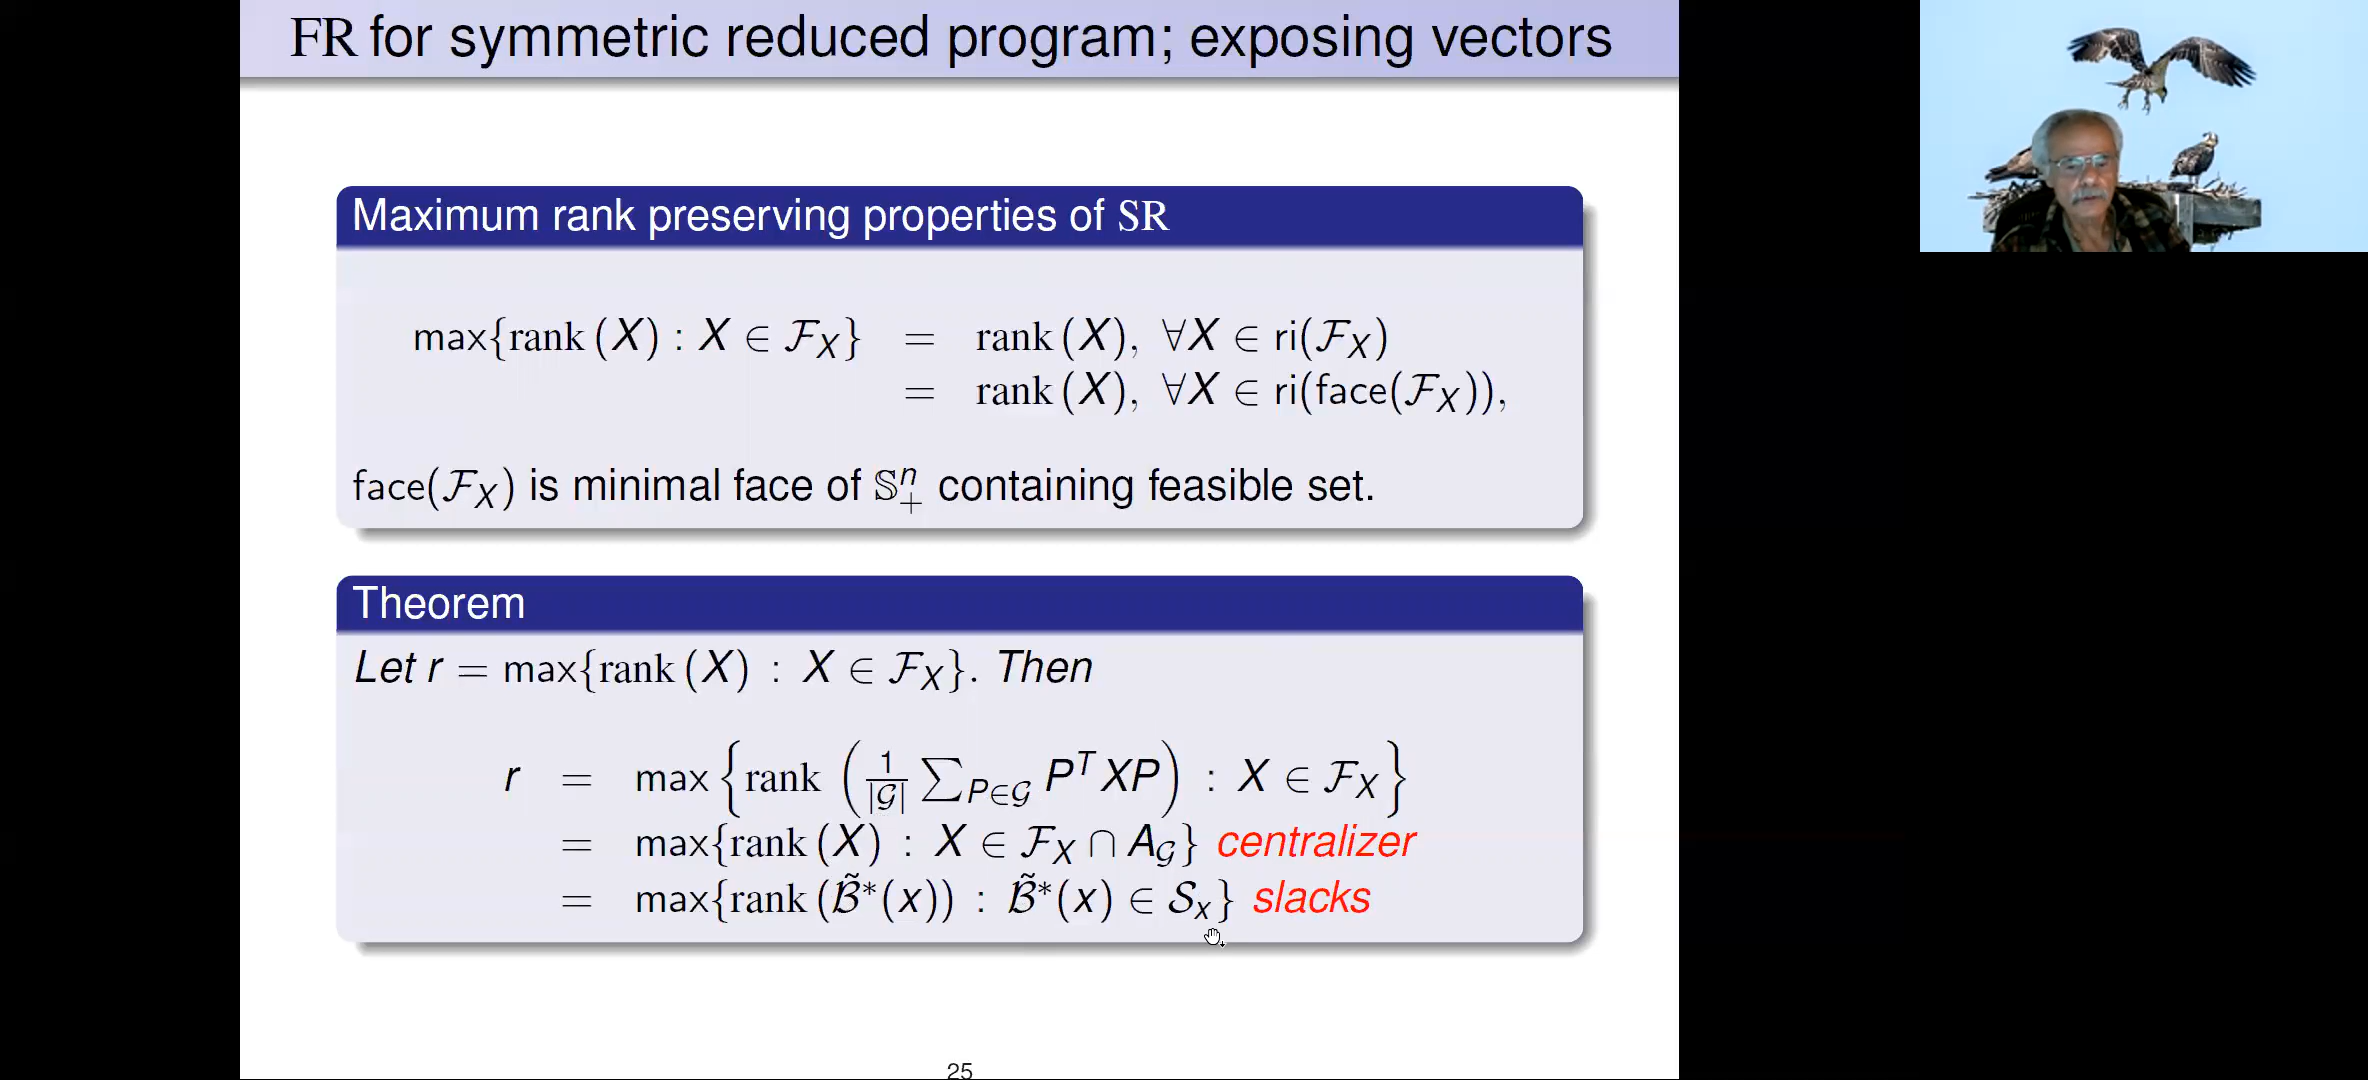 FR for symmetric reduced program; exposing vectors
Maximum rank preserving properties of SR
max{rank (X) : X ∈ ℱ_X} = rank (X), ∀X ∈ ri(ℱ_X)
= rank (X), ∀X ∈ ri(face(ℱ_X)),
face(ℱ_X) is minimal face of 𝕊^n_+ containing feasible set.
Theorem
Let r = max{rank (X) : X ∈ ℱ_X}. Then
r = max { rank ( 1/|𝒢| ∑_{P∈𝒢} P^T XP ) : X ∈ ℱ_X }
= max{rank (X) : X ∈ ℱ_X ∩ A_𝒢} centralizer
= max{rank (ℬ̃*(x)) : ℬ̃*(x) ∈ 𝒮_x} slacks
25